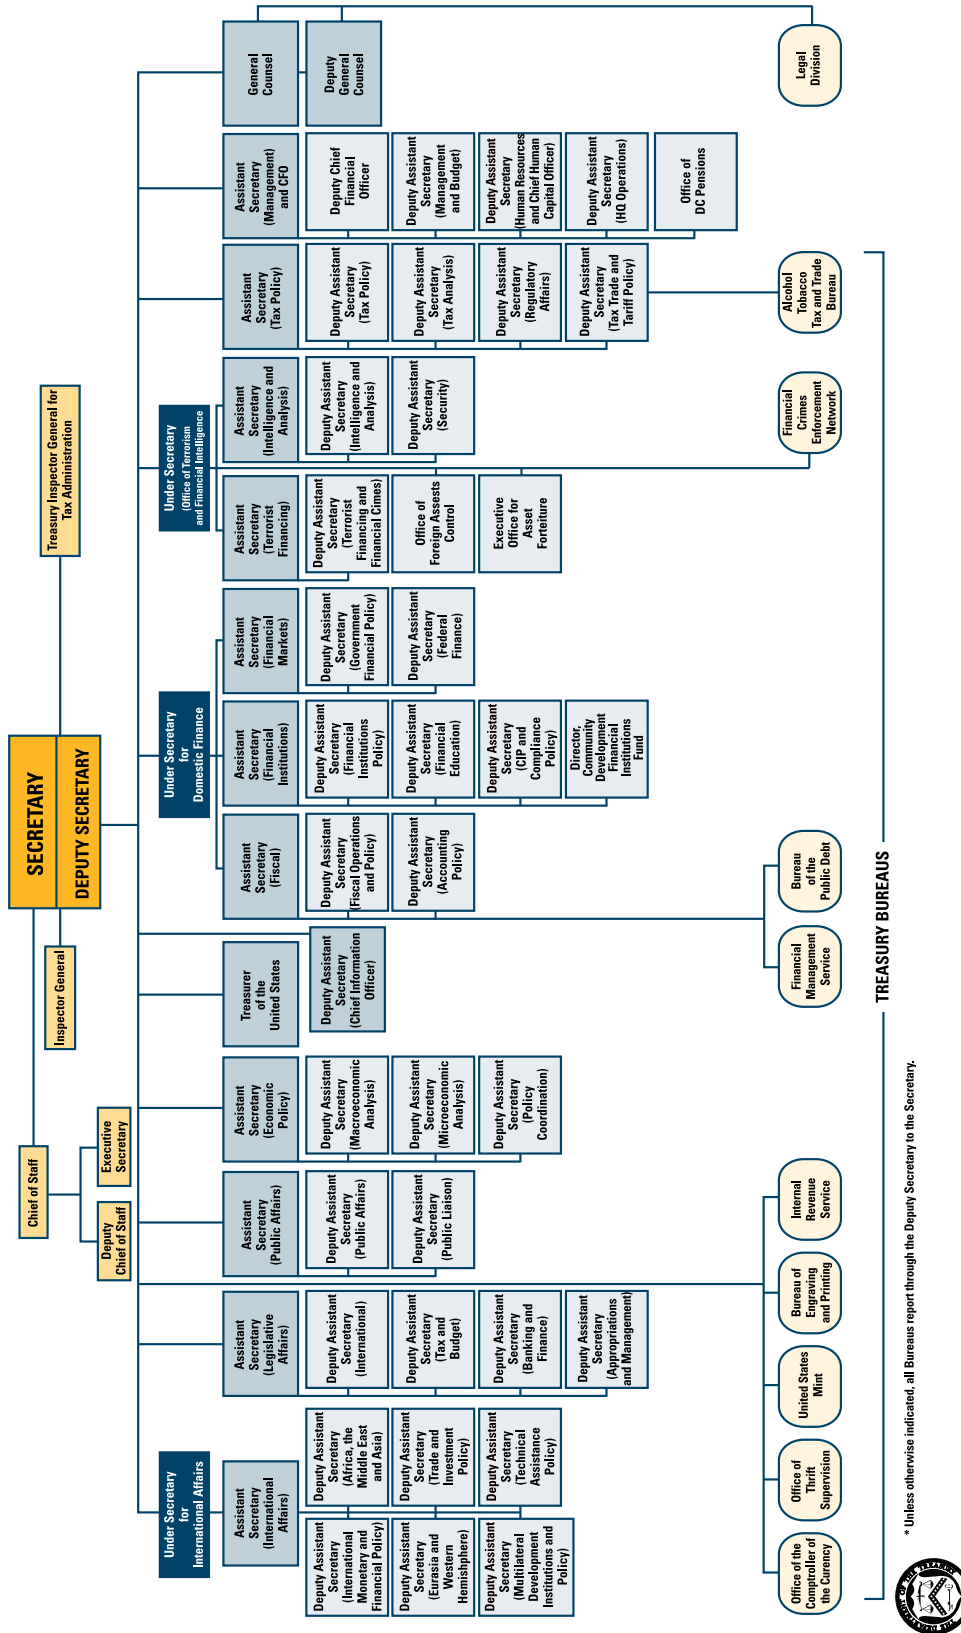 SECRETARY
DEPUTY SECRETARY
Chief of Staff
Inspector General
Treasury Inspector General for
Tax Administration
Deputy
Chief of Staff
Executive
Secretary
Under Secretary
for
International Affairs
Under Secretary
for
Domestic Finance
Under Secretary
(Office of Terrorism
and Financial Intelligence
Assistant
Secretary
(International
Affairs)
Assistant
Secretary
(Legislative
Affairs)
Assistant
Secretary
(Public Affairs)
Assistant
Secretary
(Economic
Policy)
Treasurer
of the
United States
Assistant
Secretary
(Fiscal)
Assistant
Secretary
(Financial
Institutions)
Assistant
Secretary
(Financial
Markets)
Assistant
Secretary
(Terrorist
Financing)
Assistant
Secretary
(Intelligence and
Analysis)
Assistant
Secretary
(Tax Policy)
Assistant
Secretary
(Management)
and CFO
General
Counsel
Deputy Assistant
Secretary
(International
Monetary and
Financial Policy)
Deputy Assistant
Secretary
(Africa, the
Middle East
and Asia)
Deputy Assistant
Secretary
(International)
Deputy Assistant
Secretary
(Public Affairs)
Deputy Assistant
Secretary
(Macroeconomic
Analysis)
Deputy Assistant
Secretary
(Chief Information
Officer)
Deputy Assistant
Secretary
(Fiscal Operations
and Policy)
Deputy Assistant
Secretary
(Financial
Institutions
Policy)
Deputy Assistant
Secretary
(Government
Financial Policy)
Deputy Assistant
Secretary
(Terrorist
Financing and
Financial Cimes)
Deputy Assistant
Secretary
(Intelligence and
Analysis)
Deputy Assistant
Secretary
(Tax Policy)
Deputy Chief
Financial
Officer
Deputy
General
Counsel
Deputy Assistant
Secretary
(Eurasia and
Western
Hemishphere)
Deputy Assistant
Secretary
(Trade and
Investment
Policy)
Deputy Assistant
Secretary
(Tax and
Budget)
Deputy Assistant
Secretary
(Public Liaison)
Deputy Assistant
Secretary
(Microeconomic
Analysis)
Deputy Assistant
Secretary
(Accounting
Policy)
Deputy Assistant
Secretary
(Financial
Education)
Deputy Assistant
Secretary
(Federal
Finance)
Office of
Foreign Assests
Control
Deputy Assistant
Secretary
(Security)
Deputy Assistant
Secretary
(Tax Analysis)
Deputy Assistant
Secretary
(Management
and Budget)
Deputy Assistant
Secretary
(Multilateral
Development
Institutions and
Policy)
Deputy Assistant
Secretary
(Technical
Assistance
Policy)
Deputy Assistant
Secretary
(Banking and
Finance)
Deputy Assistant
Secretary
(Policy
Coordination)
Deputy Assistant
Secretary
(CIP and
Compliance
Policy)
Executive
Office for
Asset
Forteiture
Deputy Assistant
Secretary
(Regulatory
Affairs)
Deputy Assistant
Secretary
(Human Resources
and Chief Human
Capital Officer)
Deputy Assistant
Secretary
(Appropriations
and Management)
Director,
Community
Development
Financial
Institutions
Fund
Deputy Assistant
Secretary
(Tax Trade and
Tariff Policy)
Deputy Assistant
Secretary
(HQ Operations)
Office of
DC Pensions
Office of the
Comptroller of
the Curency
Office of
Thrift
Supervision
United States
Mint
Bureau of
Engraving
and Printing
Internal
Revenue
Service
Financial
Management
Service
Bureau
of the
Public Debt
Financial
Crimes
Enforcement
Network
Alcohol
Tobacco
Tax and Trade
Bureau
Legal
Division
TREASURY BUREAUS
* Unless otherwise indicated, all Bureaus report through the Deputy Secretary to the Secretary.
THE DEPARTMENT OF THE TREASURY